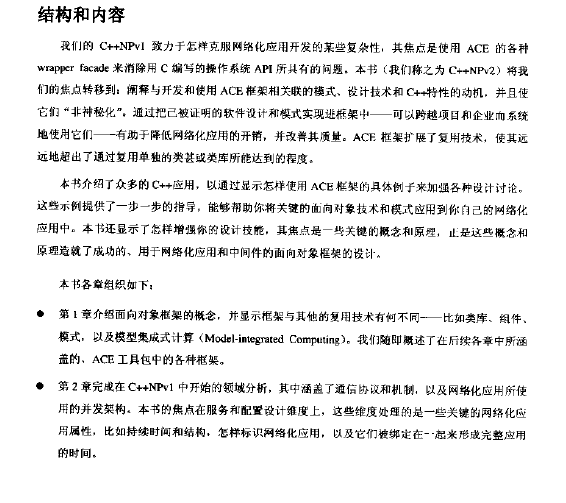 结构和内容
我们的 C++NPv1 致力于怎样克服网络化应用开发的某些复杂性，其焦点是使用 ACE 的各种
wrapper facade 来消除用 C 编写的操作系统 API 所具有的问题。本书（我们称之为 C++NPv2）将我
们的焦点转移到：阐释与开发和使用 ACE 框架相关联的模式、设计技术和 C++特性的动机，并且使
它们“非神秘化”。通过把已被证明的软件设计和模式实现进框架中——可以跨越项目和企业而系统
地使用它们——有助于降低网络化应用的开销，并改善其质量。ACE 框架扩展了复用技术，使其远
远地超出了通过复用单独的类甚或类库所能达到的程度。
本书介绍了众多的 C++应用，以通过显示怎样使用 ACE 框架的具体例子来加强各种设计讨论。
这些示例提供了一步一步的指导，能够帮助你将关键的面向对象技术和模式应用到你自己的网络化
应用中。本书还显示了怎样增强你的设计技能，其焦点是一些关键的概念和原理，正是这些概念和
原理造就了成功的、用于网络化应用和中间件的面向对象框架的设计。
本书各章组织如下：
● 第 1 章介绍面向对象框架的概念，并显示框架与其他的复用技术有何不同——比如类库、组件、
模式，以及模型集成式计算（Model-integrated Computing）。我们随即概述了在后续各章中所涵
盖的、ACE 工具包中的各种框架。
● 第 2 章完成在 C++NPv1 中开始的领域分析，其中涵盖了通信协议和机制，以及网络化应用所使
用的并发架构。本书的焦点在服务和配置设计维度上，这些维度处理的是一些关键的网络化应
用属性，比如持续时间和结构，怎样标识网络化应用，以及它们被绑定在一起来形成完整应用
的时间。